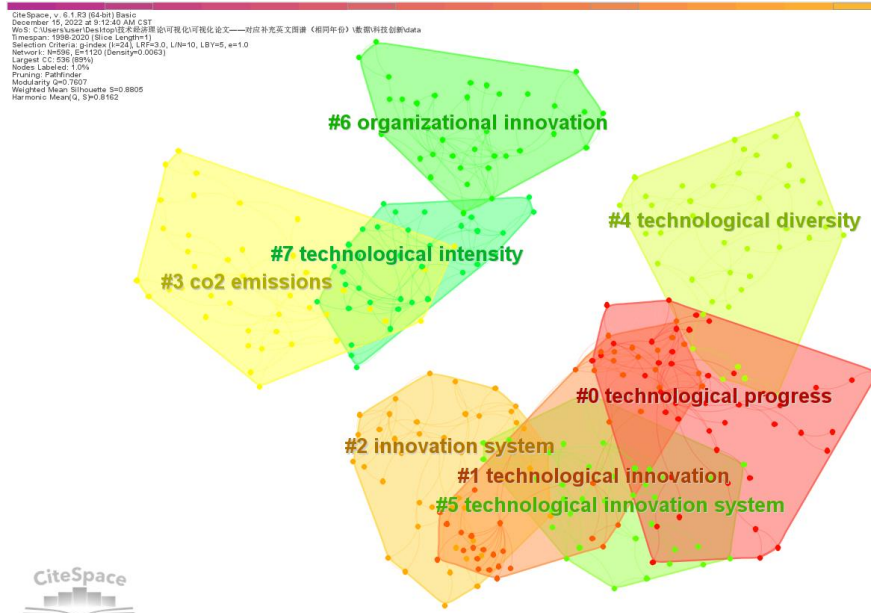 CiteSpace, v. 6.1.R3 (64-bit) Basic
December 15, 2022 at 9:12:40 AM CST
WoS: C:\Users\user\Desktop\技术经济理论\可视化\可视化论文——对应补充英文图谱（相同年份）\数据\科技创新\data
Timespan: 1998-2020 (Slice Length=1)
Selection Criteria: g-index (k=24), LRF=3.0, L/N=10, LBY=5, e=1.0
Network: N=596, E=1120 (Density=0.0063)
Largest CC: 536 (89%)
Nodes Labeled: 1.0%
Pruning: Pathfinder
Modularity Q=0.7607
Weighted Mean Silhouette S=0.8805
Harmonic Mean(Q, S)=0.8162
#6 organizational innovation
#4 technological diversity
#7 technological intensity
#3 co2 emissions
#0 technological progress
#2 innovation system
#1 technological innovation
#5 technological innovation system
CiteSpace